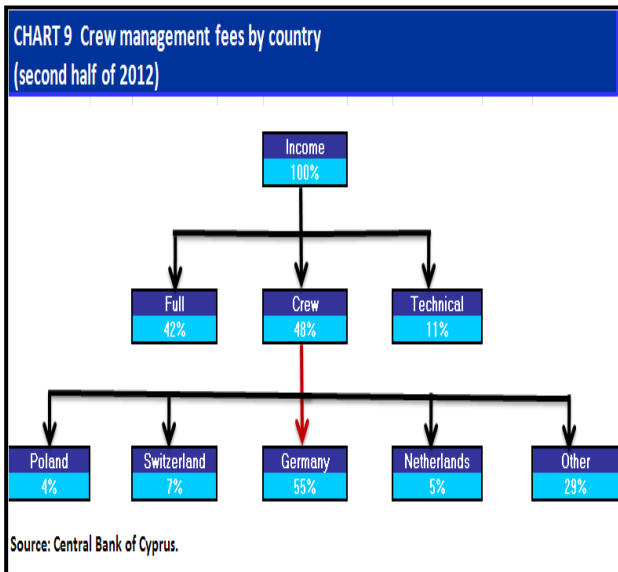 CHART 9 Crew management fees by country
(second half of 2012)
Income
100%
Full
42%
Crew
48%
Technical
11%
Poland
4%
Switzerland
7%
Germany
55%
Netherlands
5%
Other
29%
Source: Central Bank of Cyprus.